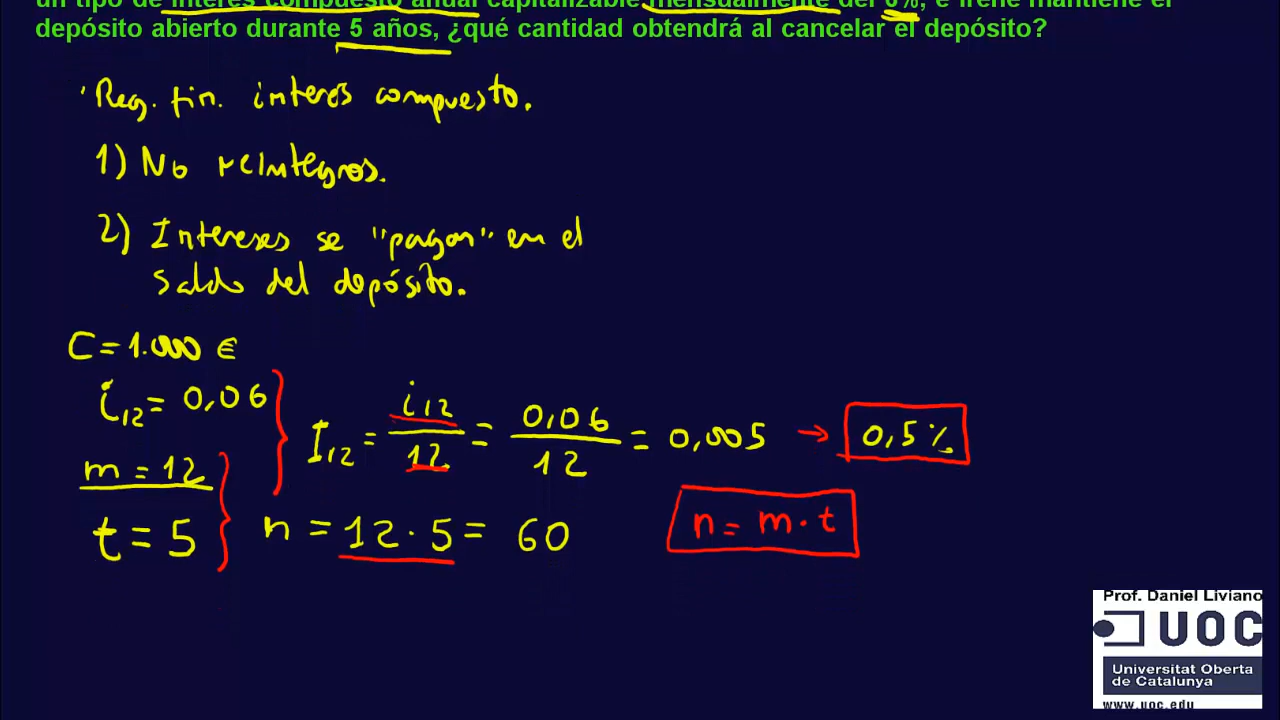 un tipo de interés compuesto anual capitalizable mensualmente del 6%, e Irene mantiene el
depósito abierto durante 5 años, ¿qué cantidad obtendrá al cancelar el depósito?
Reg. fin. interés compuesto.
1) No reintegros.
2) Intereses se "pagan" en el
saldo del depósito.
C = 1.000 €
i12 = 0,06
I12 = i12/12 = 0,06/12 = 0,005 → 0,5%
m = 12
t = 5
n = 12 · 5 = 60
n = m · t
Prof. Daniel Liviano
UOC
Universitat Oberta
de Catalunya
www.uoc.edu